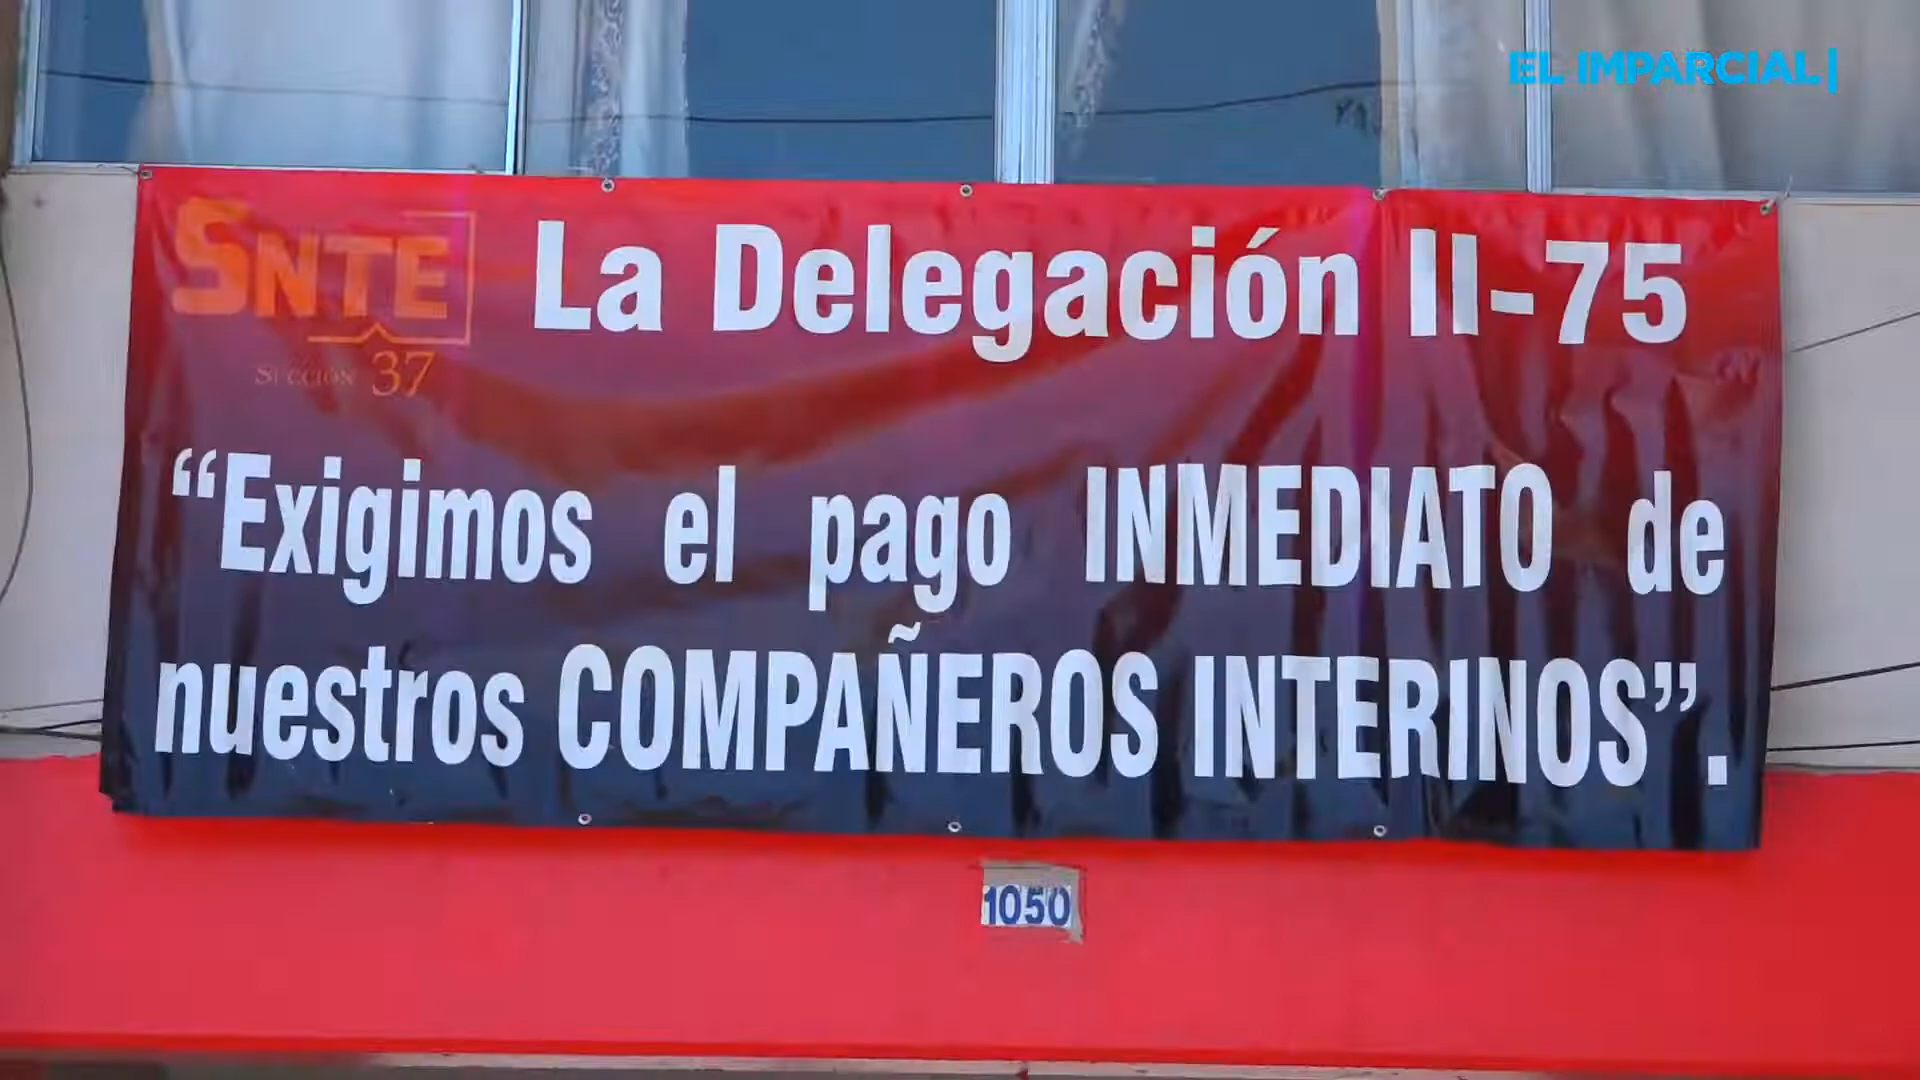 EL IMPARCIAL|
SNTE
SECCIÓN 37
La Delegación II-75
“Exigimos el pago INMEDIATO de
nuestros COMPAÑEROS INTERINOS”.
1050